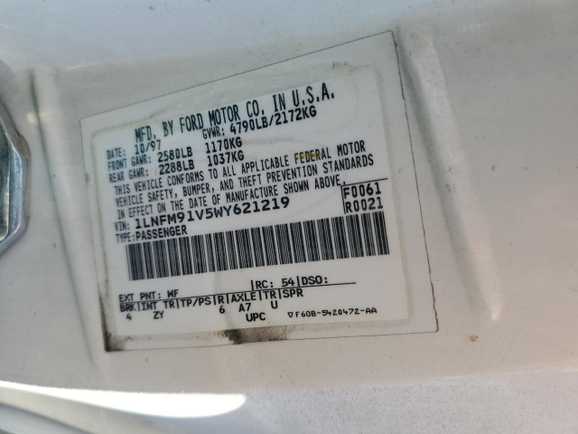 MFD. BY FORD MOTOR CO. IN U.S.A.
DATE: 10/97 GVWR: 4790LB/2172KG
FRONT GAWR: 2580LB 1170KG
REAR GAWR: 2288LB 1037KG
THIS VEHICLE CONFORMS TO ALL APPLICABLE FEDERAL MOTOR
VEHICLE SAFETY, BUMPER, AND THEFT PREVENTION STANDARDS
IN EFFECT ON THE DATE OF MANUFACTURE SHOWN ABOVE.
VIN: 1LNFM91V5WY621219 F0061
TYPE: PASSENGER R0021
EXT PNT: MF RC: 54 DSO:
BRK INT TR TP/PS R AXLE TR SPR
4 ZY 6 A7 U
UPC F60B-5420472-AA